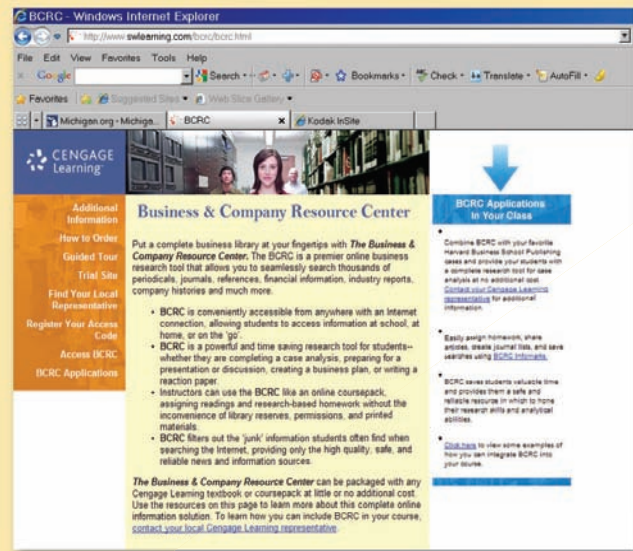 BCRC - Windows Internet Explorer
http://www.swlearning.com/bcrc/bcrc.html
File Edit View Favorites Tools Help
Google Search Bookmarks Check Translate AutoFill
Favorites Suggested Sites Web Slice Gallery
Michigan.org - Michiga... BCRC Kodak InSite
CENGAGE
Learning
Additional
Information
How to Order
Guided Tour
Trial Site
Find Your Local
Representative
Register Your Access
Code
Access BCRC
BCRC Applications
Business & Company Resource Center
Put a complete business library at your fingertips with The Business &
Company Resource Center. The BCRC is a premier online business
research tool that allows you to seamlessly search thousands of
periodicals, journals, references, financial information, industry reports,
company histories and much more.
• BCRC is conveniently accessible from anywhere with an Internet
connection, allowing students to access information at school, at
home, or on the 'go'.
• BCRC is a powerful and time saving research tool for students--
whether they are completing a case analysis, preparing for a
presentation or discussion, creating a business plan, or writing a
reaction paper.
• Instructors can use the BCRC like an online coursepack,
assigning readings and research-based homework without the
inconvenience of library reserves, permissions, and printed
materials.
• BCRC filters out the 'junk' information students often find when
searching the Internet, providing only the high quality, safe, and
reliable news and information sources.
The Business & Company Resource Center can be packaged with any
Cengage Learning textbook or coursepack at little or no additional cost.
Use the resources on this page to learn more about this complete online
information solution. To learn how you can include BCRC in your course,
contact your local Cengage Learning representative.
BCRC Applications
In Your Class
Combine BCRC with your favorite
Harvard Business School Publishing
cases and provide your students with
a complete research tool for case
analysis at no additional cost.
Contact your Cengage Learning
representative for additional
information.
Easily assign homework, share
articles, create journal lists, and save
searches using BCRC Infomarks.
BCRC saves students valuable time
and provides them a safe and
reliable resource in which to hone
their research skills and analytical
abilities.
Click here to view some examples of
how you can integrate BCRC into
your course.